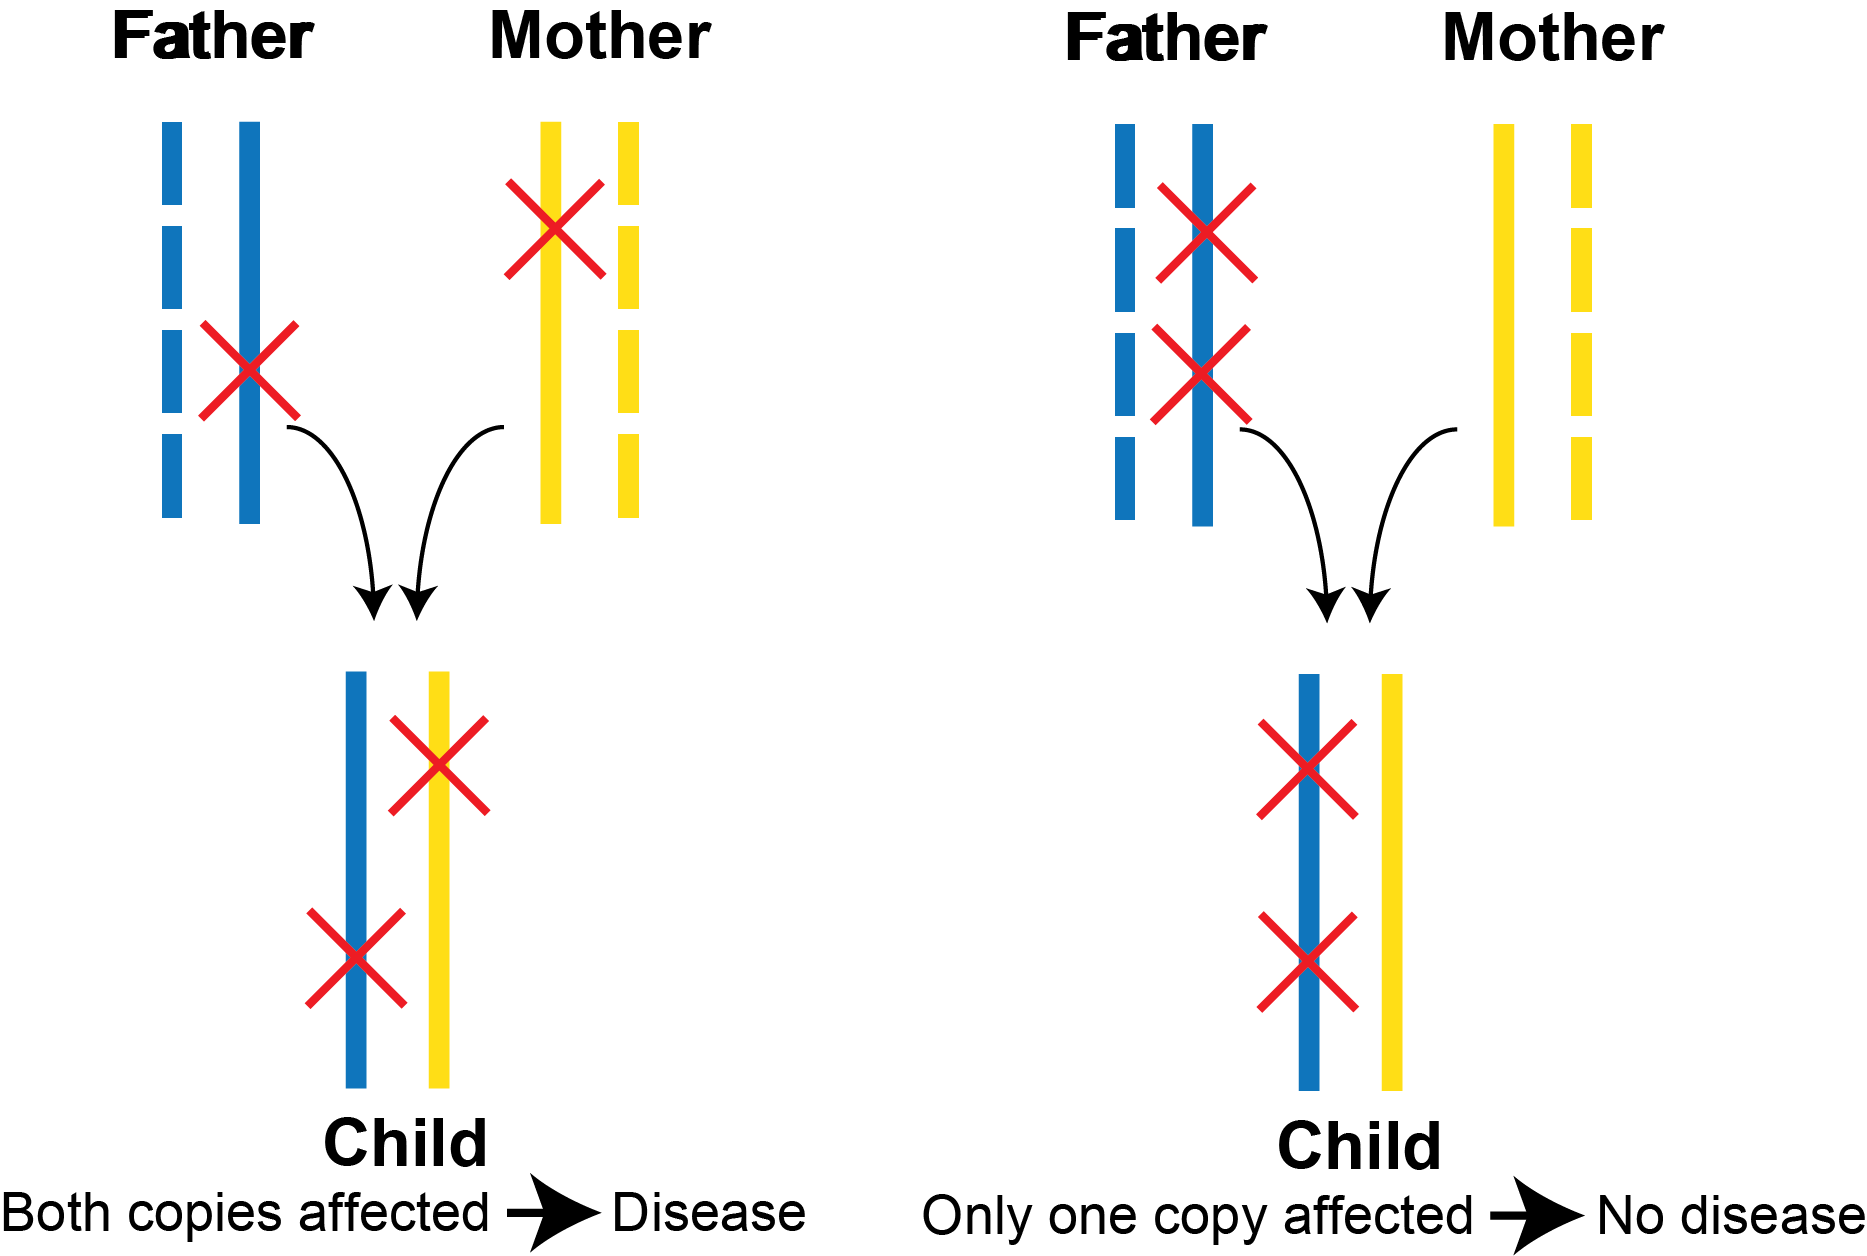 Father Mother
Father Mother
Child
Both copies affected Disease
Child
Only one copy affected No disease